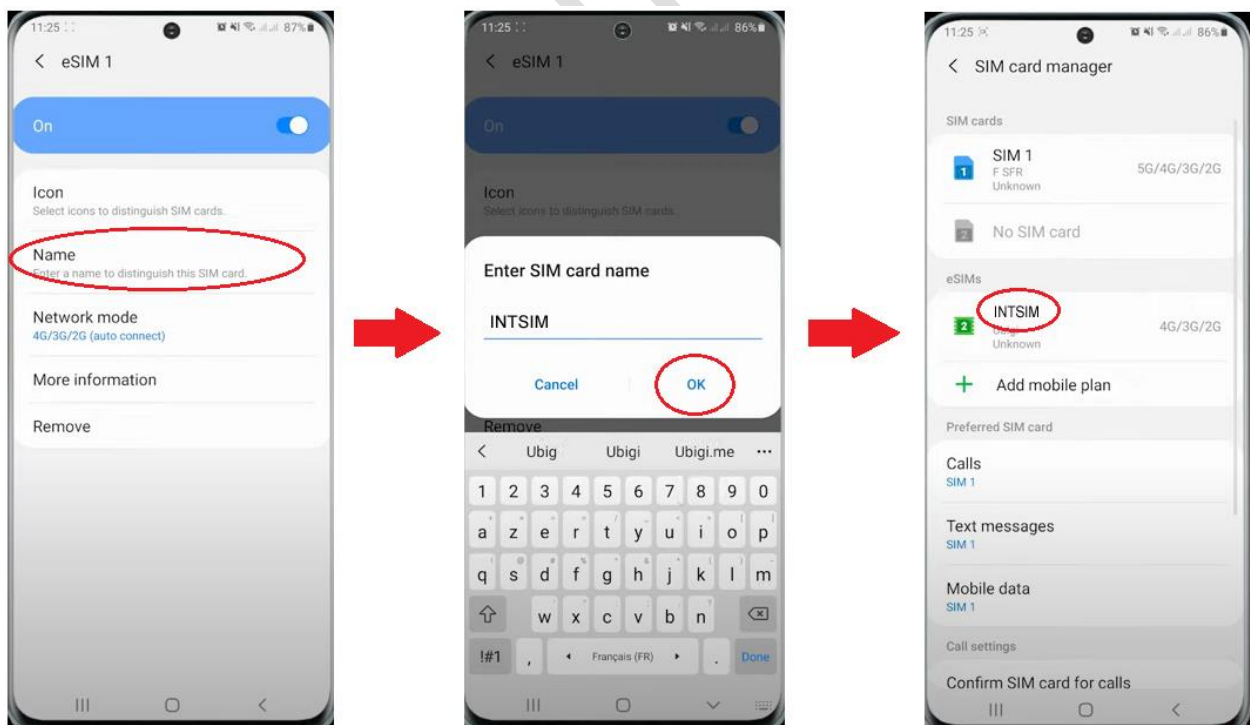 11:25
87%
eSIM 1
On
Icon
Select icons to distinguish SIM cards.
Name
Enter a name to distinguish this SIM card.
Network mode
4G/3G/2G (auto connect)
More information
Remove
11:25
86%
eSIM 1
On
Icon
Select icons to distinguish SIM cards.
Enter SIM card name
INTSIM
Cancel
OK
Remove
Ubig Ubigi Ubigi.me
1 2 3 4 5 6 7 8 9 0
a z e r t y u i o p
q s d f g h j k l m
w x c v b n
!#1 , Français (FR) . Done
11:25
86%
SIM card manager
SIM cards
SIM 1
F SFR
Unknown
5G/4G/3G/2G
No SIM card
eSIMs
INTSIM
Unknown
4G/3G/2G
Add mobile plan
Preferred SIM card
Calls
SIM 1
Text messages
SIM 1
Mobile data
SIM 1
Call settings
Confirm SIM card for calls